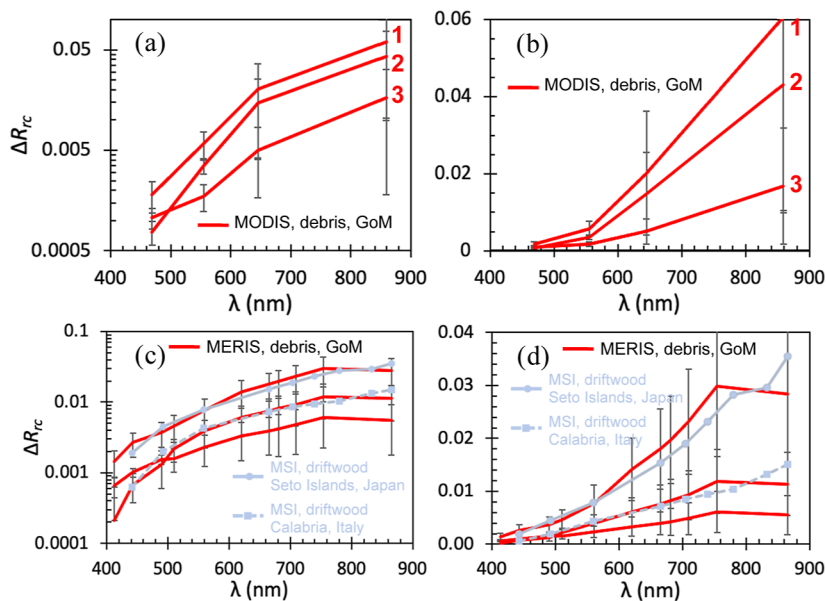 (a)
1
2
3
0.05
0.005
0.0005
ΔRrc
MODIS, debris, GoM
400 500 600 700 800 900
λ (nm)
(b)
1
2
3
0.06
0.04
0.02
0
MODIS, debris, GoM
400 500 600 700 800 900
λ (nm)
(c)
MERIS, debris, GoM
0.1
0.01
0.001
0.0001
ΔRrc
MSI, driftwood
Seto Islands, Japan
MSI, driftwood
Calabria, Italy
400 500 600 700 800 900
λ (nm)
(d)
MERIS, debris, GoM
0.04
0.03
0.02
0.01
0.00
MSI, driftwood
Seto Islands, Japan
MSI, driftwood
Calabria, Italy
400 500 600 700 800 900
λ (nm)